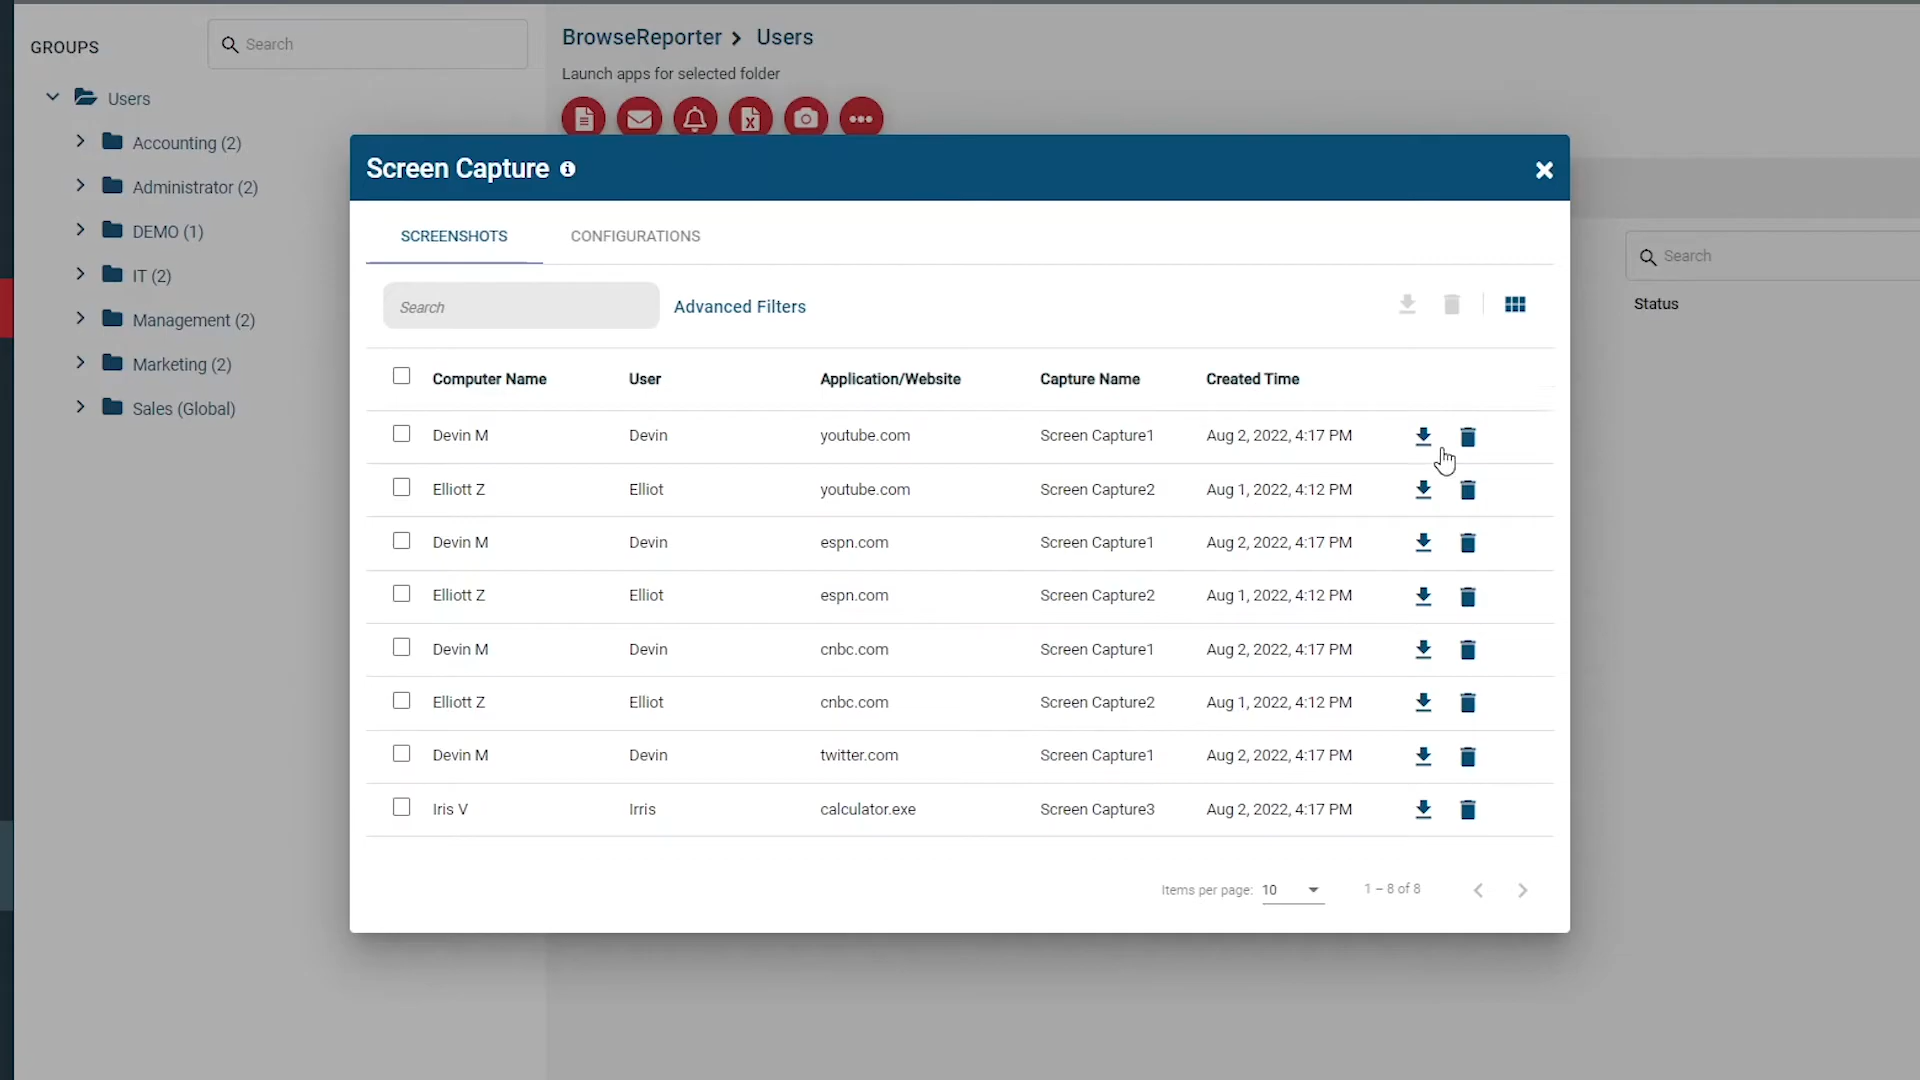 GROUPS
Search
Users
Accounting (2)
Administrator (2)
DEMO (1)
IT (2)
Management (2)
Marketing (2)
Sales (Global)
BrowseReporter > Users
Launch apps for selected folder
Search
Status
Screen Capture
SCREENSHOTS CONFIGURATIONS
Search Advanced Filters
Computer Name User Application/Website Capture Name Created Time
Devin M Devin youtube.com Screen Capture1 Aug 2, 2022, 4:17 PM
Elliott Z Elliot youtube.com Screen Capture2 Aug 1, 2022, 4:12 PM
Devin M Devin espn.com Screen Capture1 Aug 2, 2022, 4:17 PM
Elliott Z Elliot espn.com Screen Capture2 Aug 1, 2022, 4:12 PM
Devin M Devin cnbc.com Screen Capture1 Aug 2, 2022, 4:17 PM
Elliott Z Elliot cnbc.com Screen Capture2 Aug 1, 2022, 4:12 PM
Devin M Devin twitter.com Screen Capture1 Aug 2, 2022, 4:17 PM
Iris V Irris calculator.exe Screen Capture3 Aug 2, 2022, 4:17 PM
Items per page: 10 1 – 8 of 8